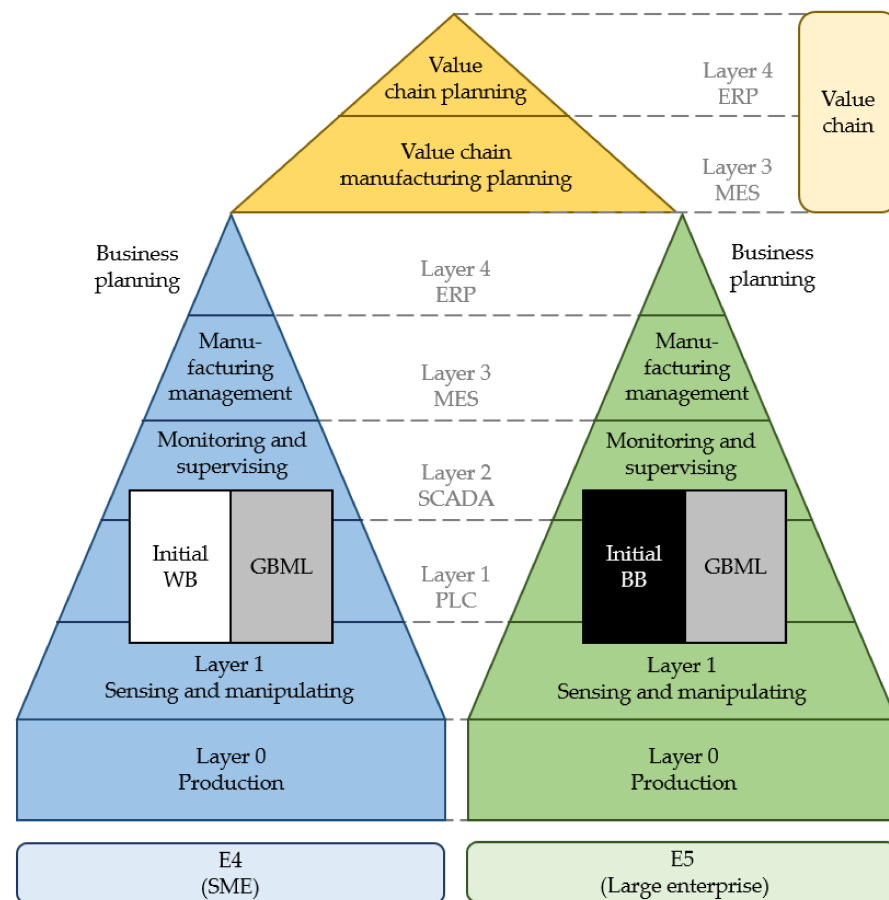 Value
chain planning
Layer 4
ERP
Value
chain
Value chain
manufacturing planning
Layer 3
MES
Business
planning
Layer 4
ERP
Business
planning
Manu-
facturing
management
Layer 3
MES
Manu-
facturing
management
Monitoring and
supervising
Layer 2
SCADA
Monitoring and
supervising
Initial
WB
GBML
Layer 1
PLC
Initial
BB
GBML
Layer 1
Sensing and manipulating
Layer 1
Sensing and manipulating
Layer 0
Production
Layer 0
Production
E4
(SME)
E5
(Large enterprise)